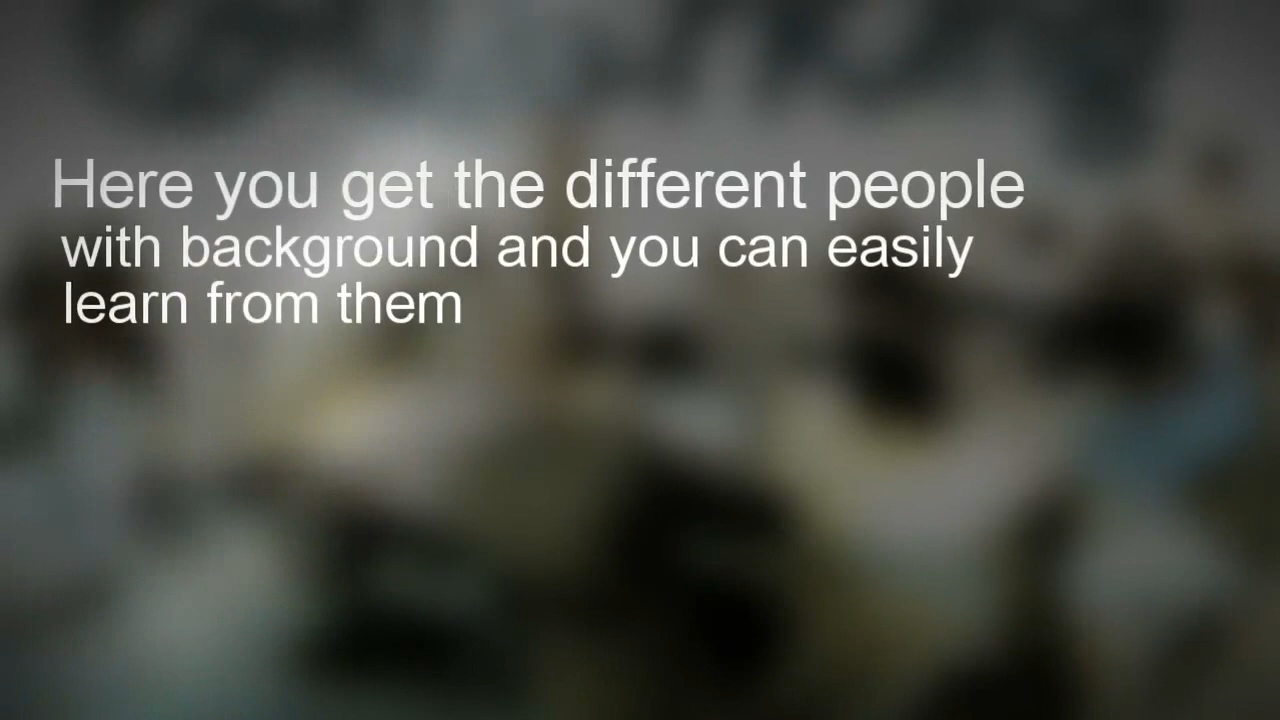 Here you get the different people
with background and you can easily
learn from them